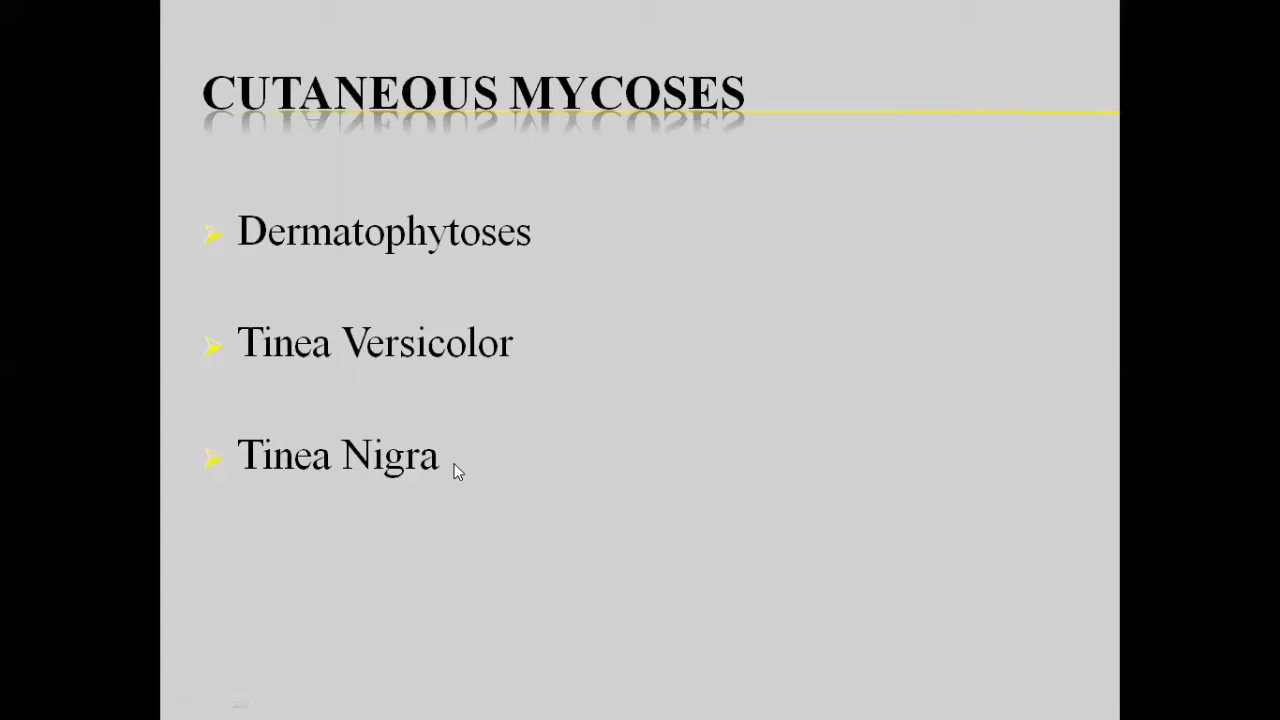 CUTANEOUS MYCOSES
Dermatophytoses
Tinea Versicolor
Tinea Nigra